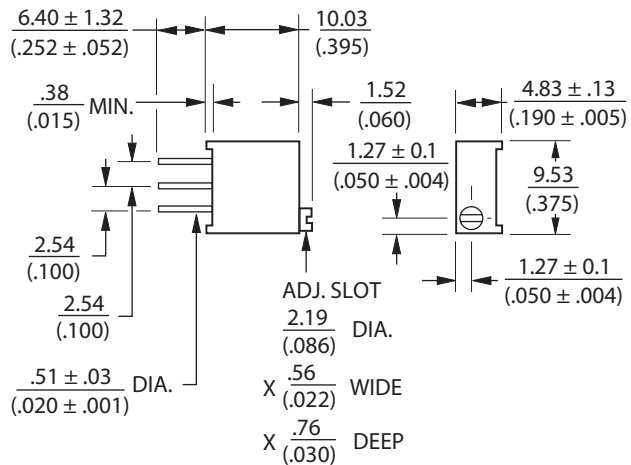 6.40 ± 1.32
(.252 ± .052)
10.03
(.395)
.38 MIN.
(.015)
1.52
(.060)
4.83 ± .13
(.190 ± .005)
1.27 ± 0.1
(.050 ± .004)
9.53
(.375)
2.54
(.100)
2.54
(.100)
1.27 ± 0.1
(.050 ± .004)
.51 ± .03 DIA.
(.020 ± .001)
ADJ. SLOT
2.19 DIA.
(.086)
X .56 WIDE
(.022)
X .76 DEEP
(.030)